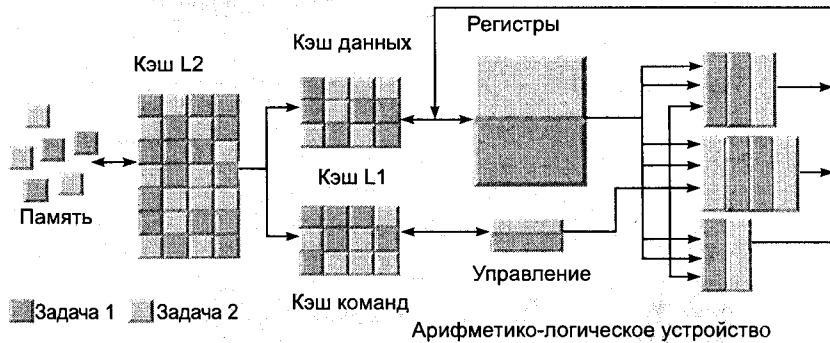 Кэш данных
Регистры
Кэш L2
Кэш L1
Память
Управление
Кэш команд
Задача 1
Задача 2
Арифметико-логическое устройство